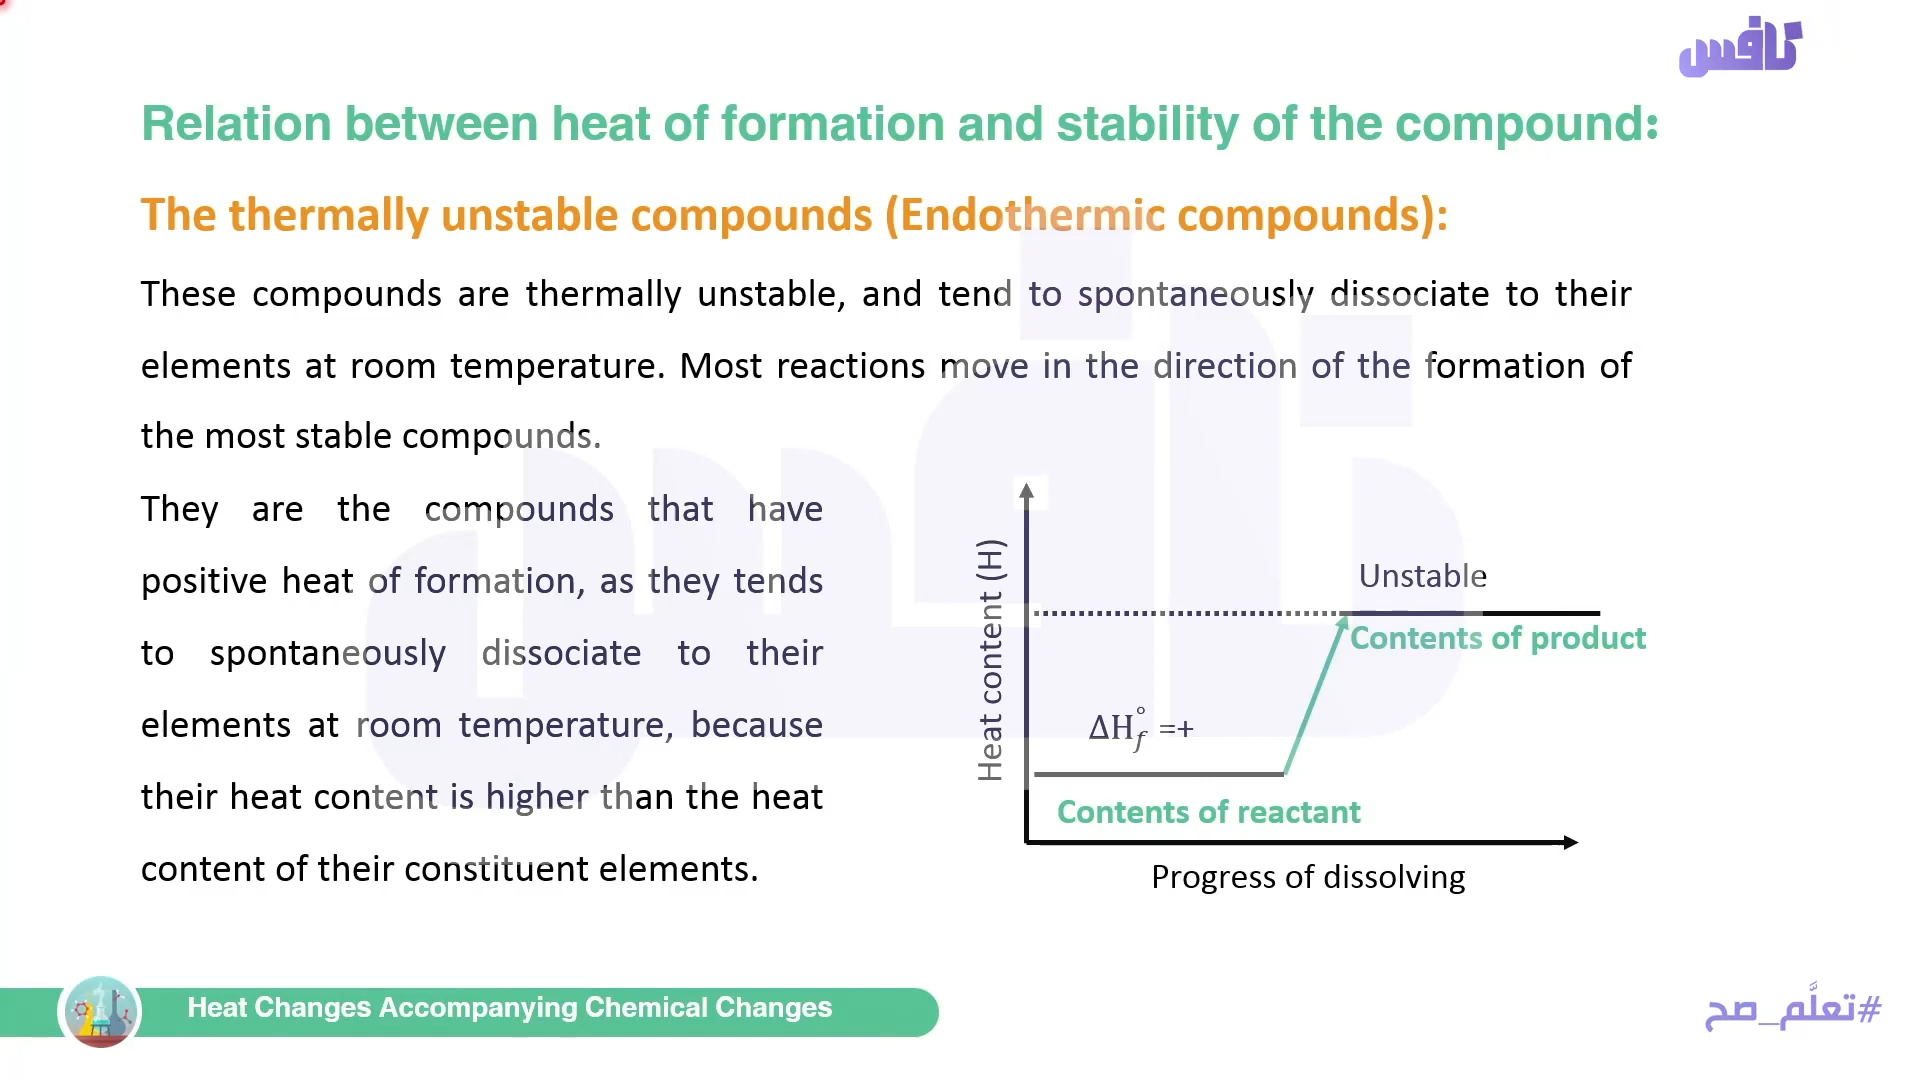 نافس
Relation between heat of formation and stability of the compound:
The thermally unstable compounds (Endothermic compounds):
These compounds are thermally unstable, and tend to spontaneously dissociate to their
elements at room temperature. Most reactions move in the direction of the formation of
the most stable compounds.
They are the compounds that have
positive heat of formation, as they tends
to spontaneously dissociate to their
elements at room temperature, because
their heat content is higher than the heat
content of their constituent elements.
Heat content (H)
Unstable
Contents of product
ΔH°f =+
Contents of reactant
Progress of dissolving
Heat Changes Accompanying Chemical Changes
#تعلَّم_صح